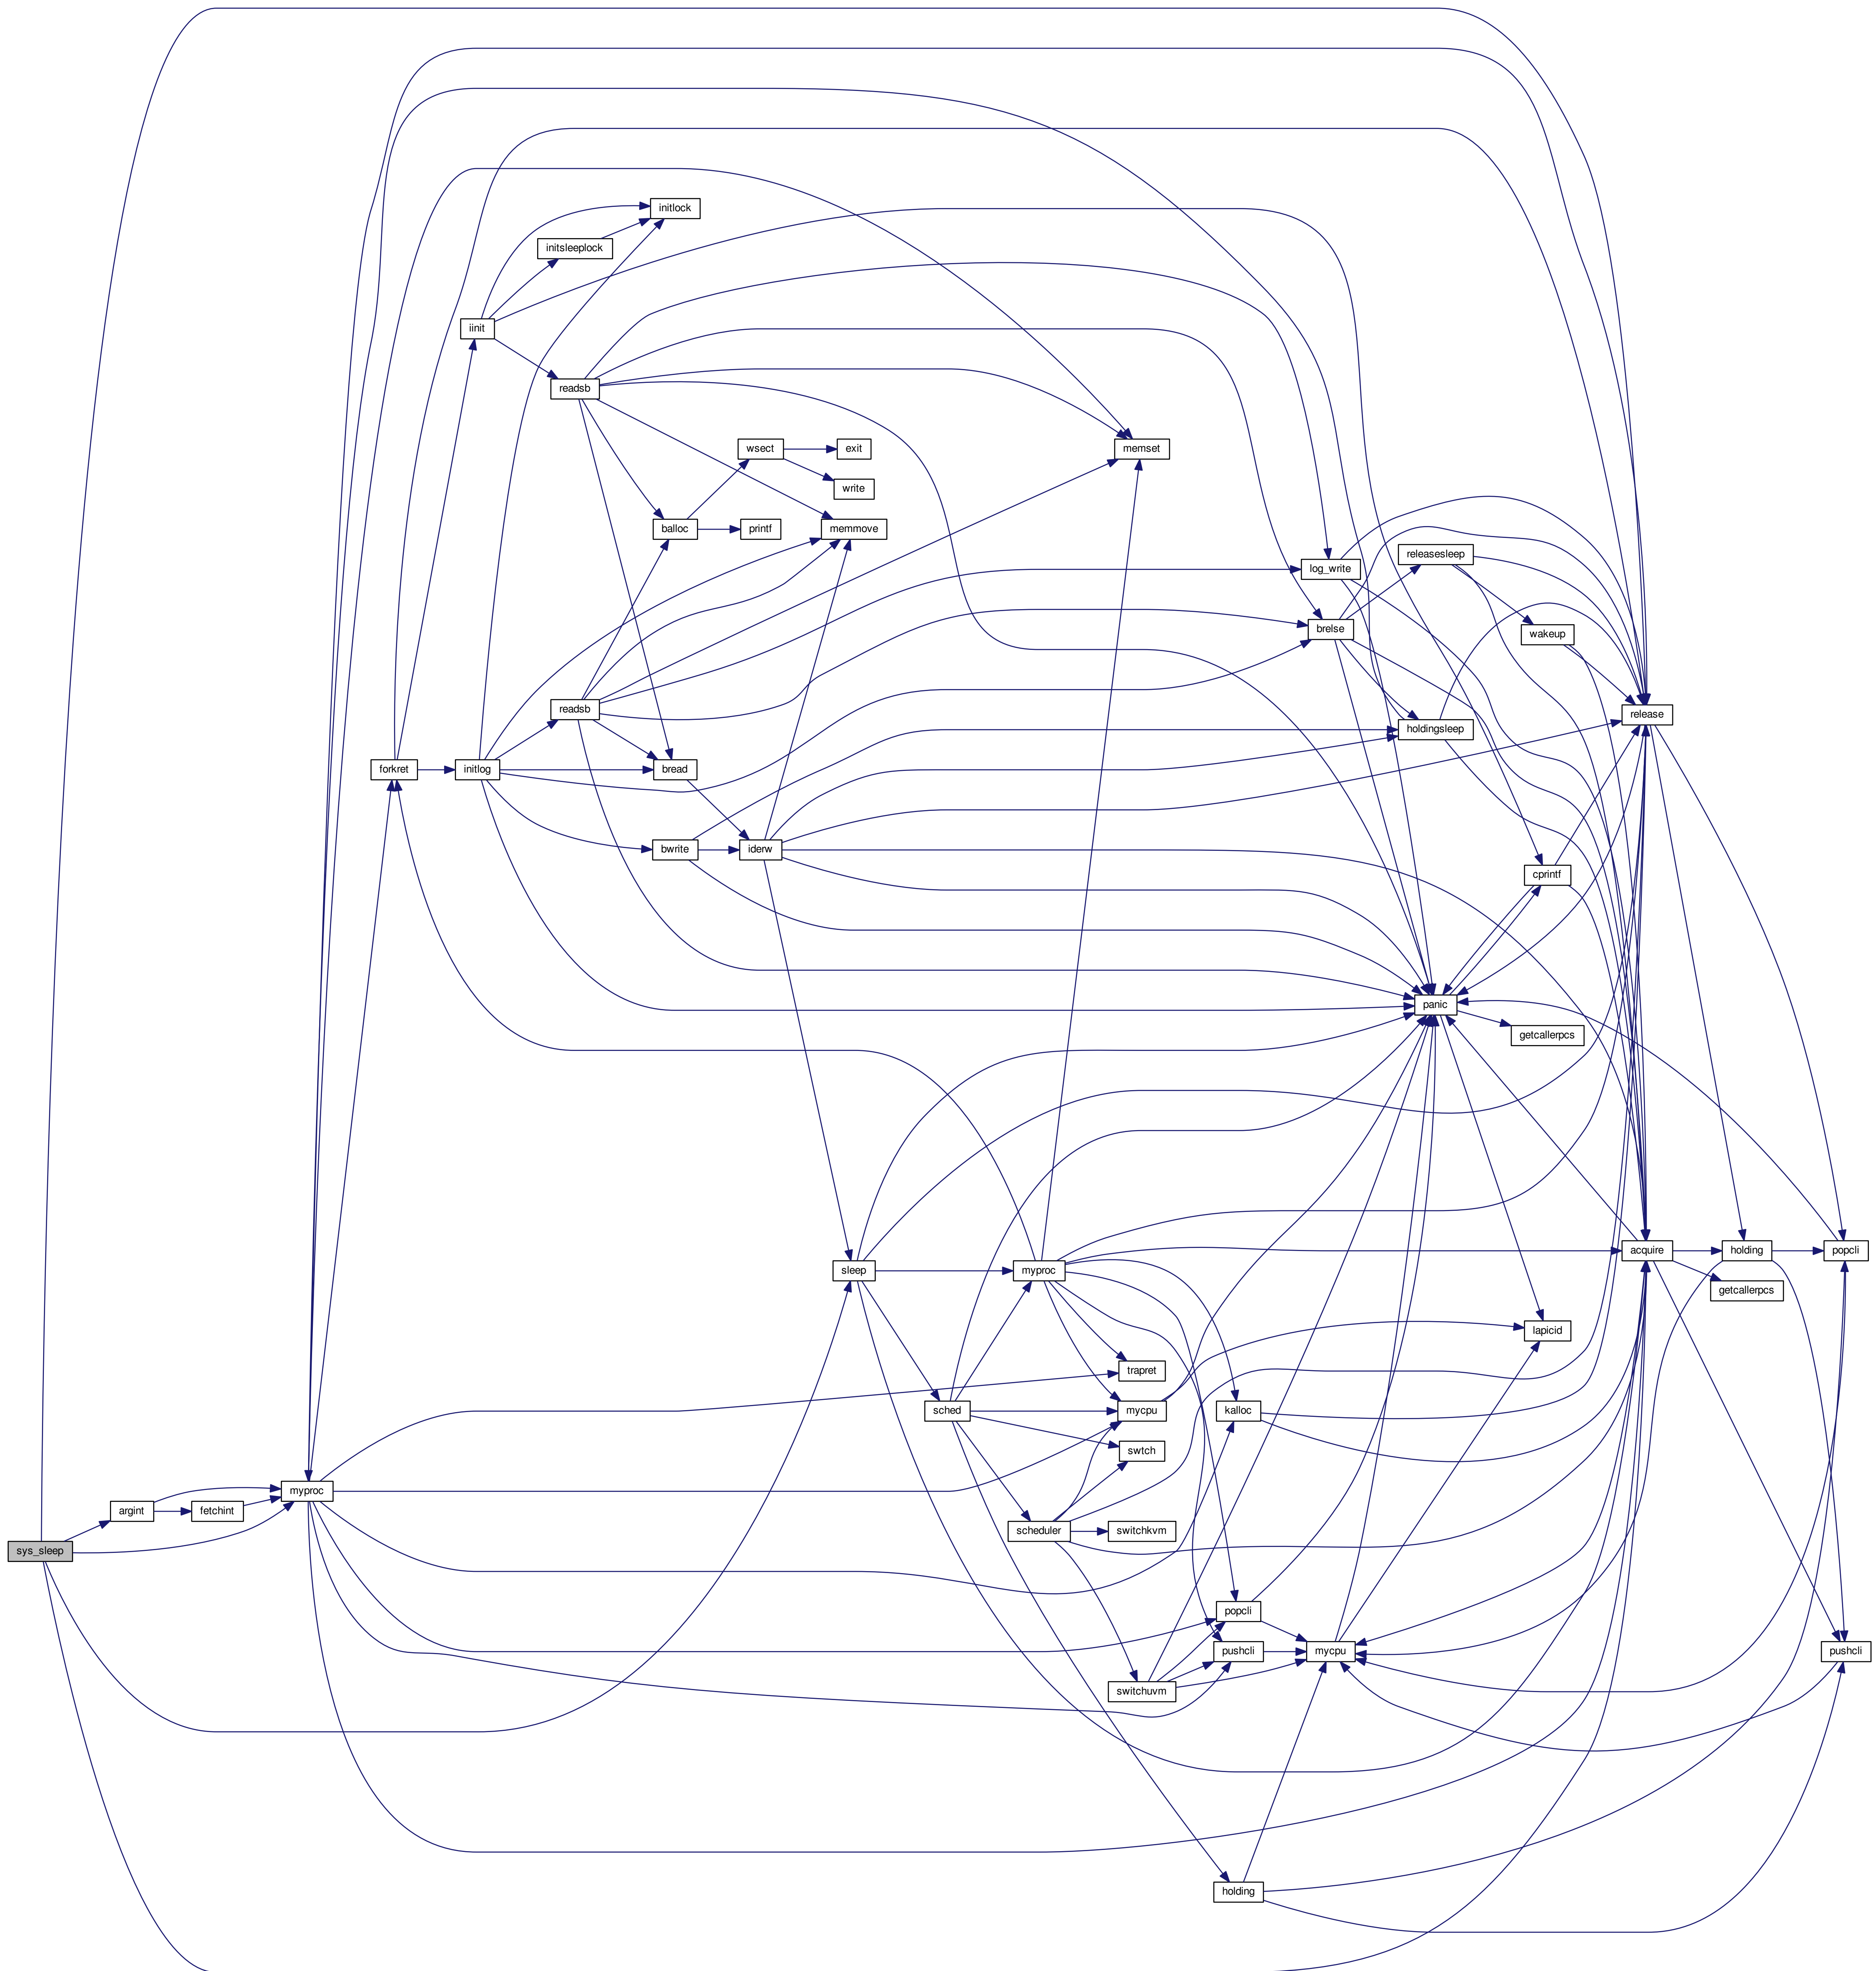 initlock
initsleeplock
iinit
readsb
wsect
exit
memset
write
balloc
printf
memmove
releasesleep
log_write
brelse
wakeup
readsb
release
holdingsleep
forkret
initlog
bread
bwrite
iderw
cprintf
panic
getcallerpcs
acquire
holding
popcli
sleep
myproc
getcallerpcs
lapicid
trapret
sched
mycpu
kalloc
swtch
myproc
argint
fetchint
scheduler
switchkvm
sys_sleep
popcli
pushcli
mycpu
pushcli
switchuvm
holding